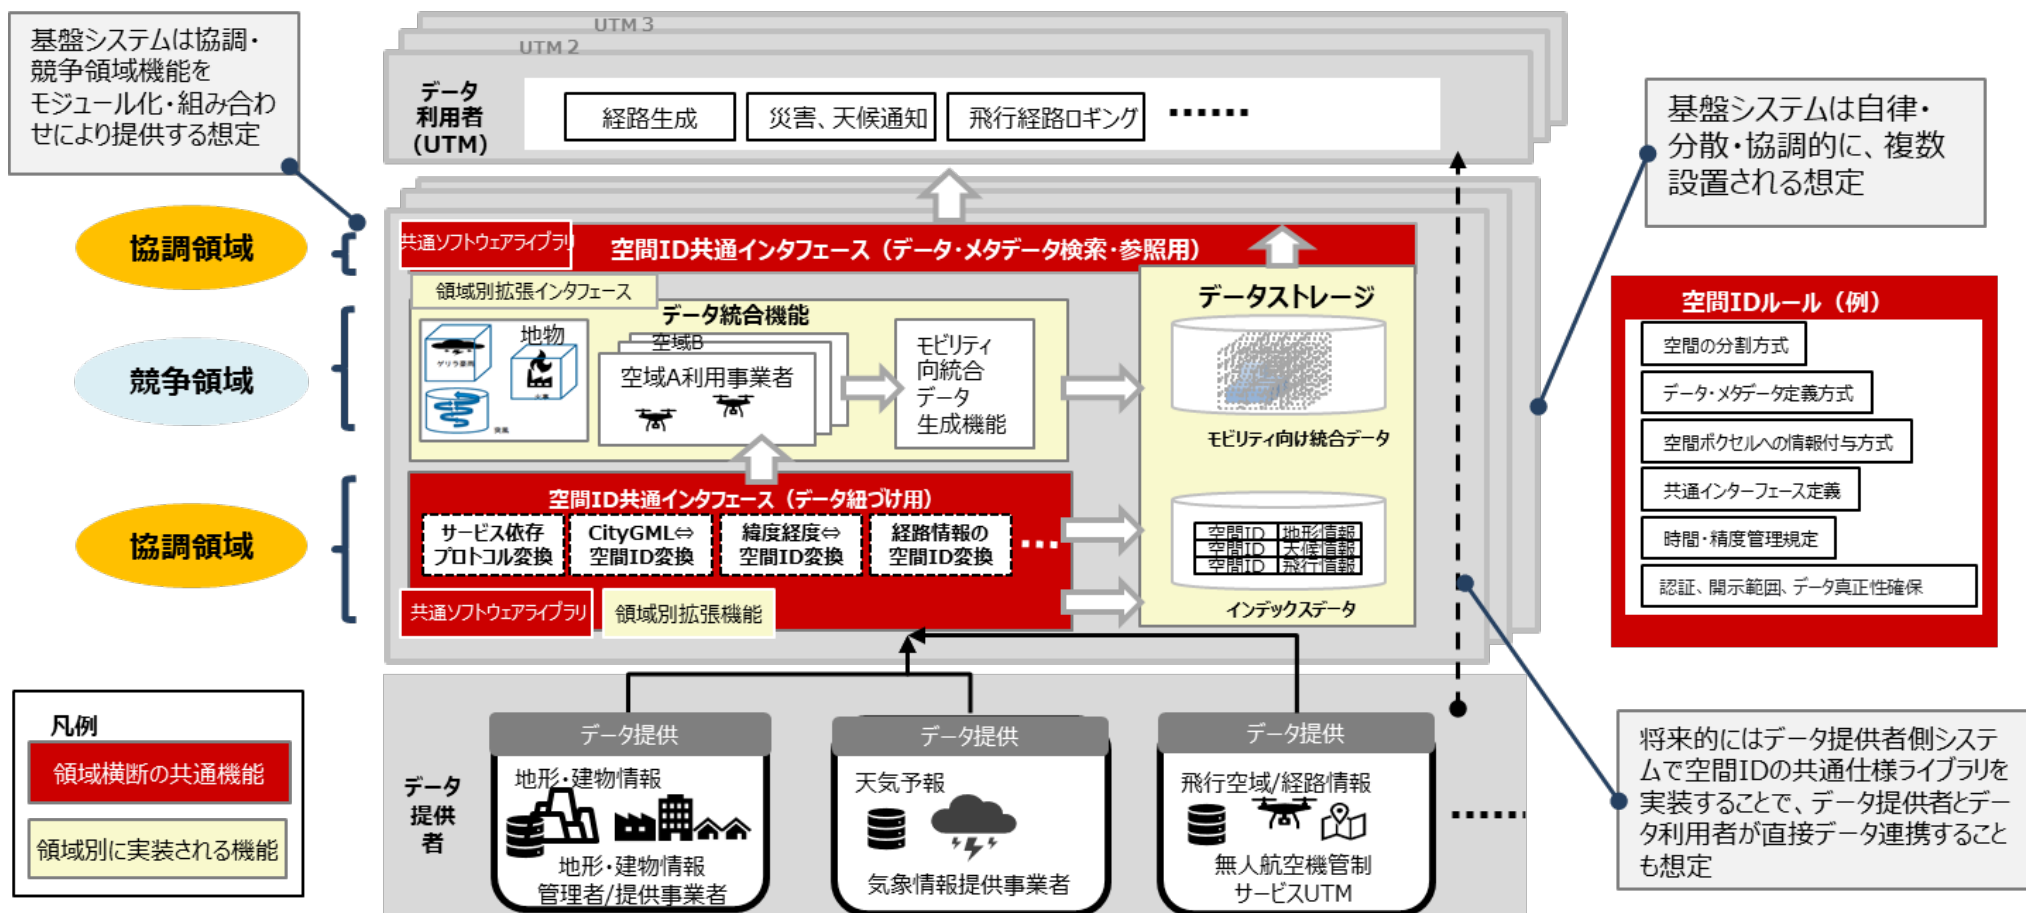 基盤システムは協調・
競争領域機能を
モジュール化・組み合わ
せにより提供する想定
UTM 3
UTM 2
データ
利用者
(UTM)
経路生成
災害、天候通知
飛行経路ロギング
……
基盤システムは自律・
分散・協調的に、複数
設置される想定
協調領域
競争領域
協調領域
共通ソフトウェアライブラリ
空間ID共通インタフェース（データ・メタデータ検索・参照用）
領域別拡張インタフェース
データ統合機能
地物
ゲリラ豪雨
火事
突風
空域B
空域A利用事業者
モビリティ
向統合
データ
生成機能
データストレージ
モビリティ向け統合データ
空間ID共通インタフェース（データ紐づけ用）
サービス依存
プロトコル変換
CityGML⇔
空間ID変換
緯度経度⇔
空間ID変換
経路情報の
空間ID変換
…
共通ソフトウェアライブラリ
領域別拡張機能
空間ID 地形情報
空間ID 天候情報
空間ID 飛行情報
インデックスデータ
空間IDルール（例）
空間の分割方式
データ・メタデータ定義方式
空間ボクセルへの情報付与方式
共通インターフェース定義
時間・精度管理規定
認証、開示範囲、データ真正性確保
凡例
領域横断の共通機能
領域別に実装される機能
データ
提供
者
データ提供
地形・建物情報
地形・建物情報
管理者/提供事業者
データ提供
天気予報
気象情報提供事業者
データ提供
飛行空域/経路情報
無人航空機管制
サービスUTM
……
将来的にはデータ提供者側システ
ムで空間IDの共通仕様ライブラリを
実装することで、データ提供者とデー
タ利用者が直接データ連携すること
も想定